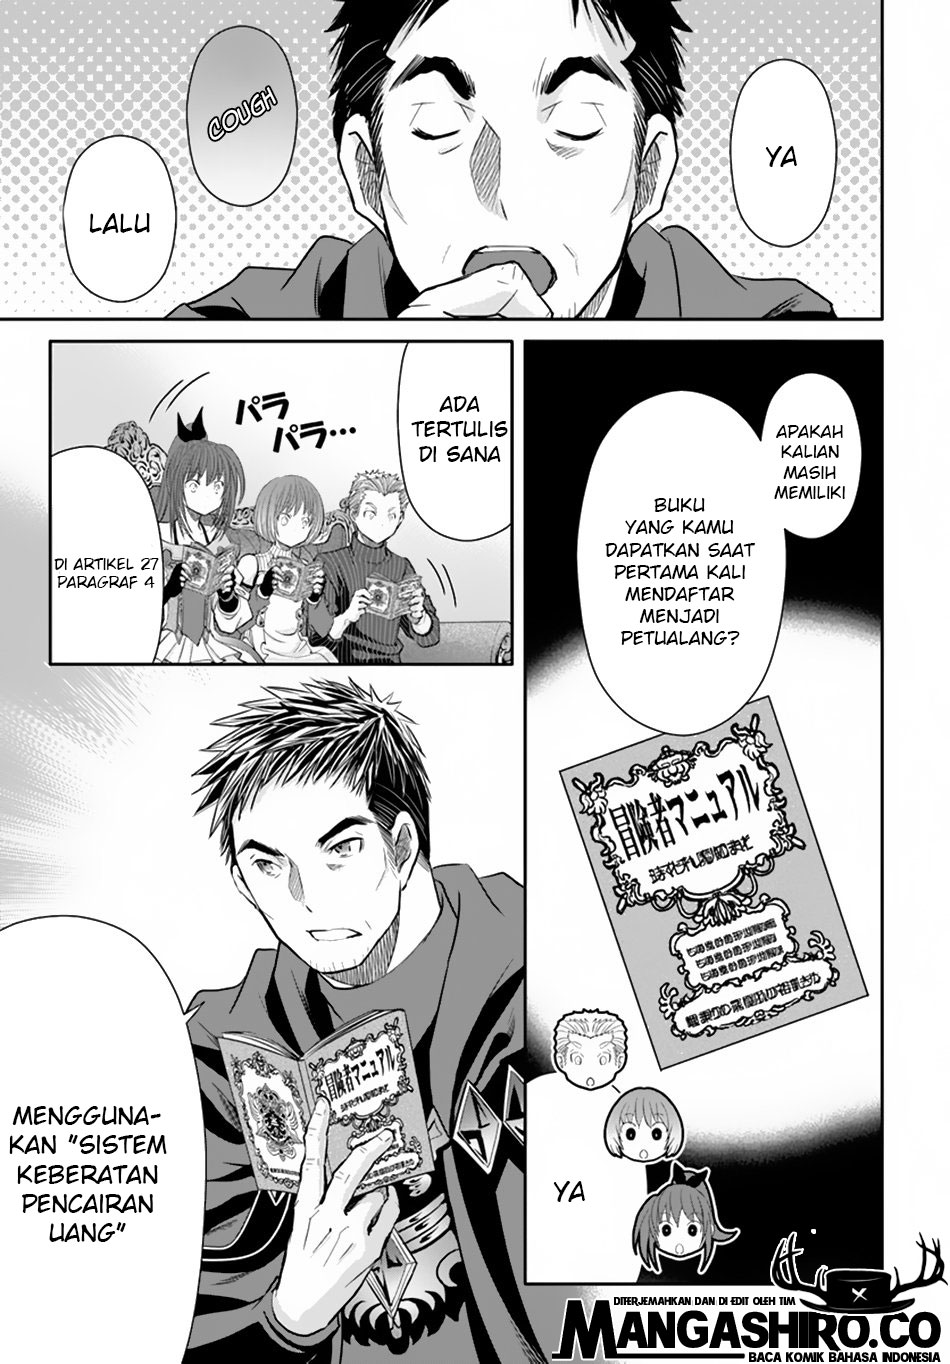 YA
COUGH
LALU
APAKAH
KALIAN
MASIH
MEMILIKI
BUKU
YANG KAMU
DAPATKAN SAAT
PERTAMA KALI
MENDAFTAR
MENJADI
PETUALANG?
冒険者マニュアル
YA
ADA
TERTULIS
DI SANA
パラ
パラ…
DI ARTIKEL 27
PARAGRAF 4
冒険者マニュアル
MENGGUNA-
KAN "SISTEM
KEBERATAN
PENCAIRAN
UANG"
DITERJEMAHKAN DAN DI EDIT OLEH TIM
MANGASHIRO.CO
BACA KOMIK BAHASA INDONESIA